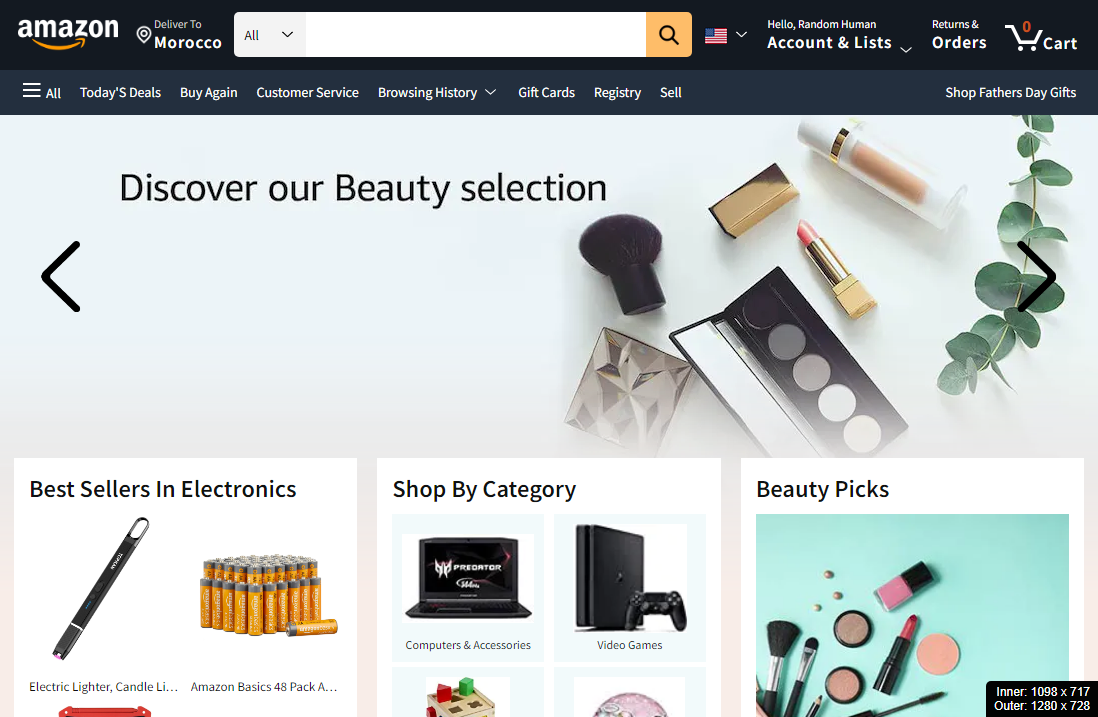 amazon
Deliver To
Morocco
All
Hello, Random Human
Account & Lists
Returns &
Orders
0
Cart
All
Today'S Deals
Buy Again
Customer Service
Browsing History
Gift Cards
Registry
Sell
Shop Fathers Day Gifts
Discover our Beauty selection
Best Sellers In Electronics
TOPKAY
Electric Lighter, Candle Li...
Amazon Basics 48 Pack A...
Shop By Category
PREDATOR
Computers & Accessories
Video Games
Beauty Picks
Inner: 1098 x 717
Outer: 1280 x 728